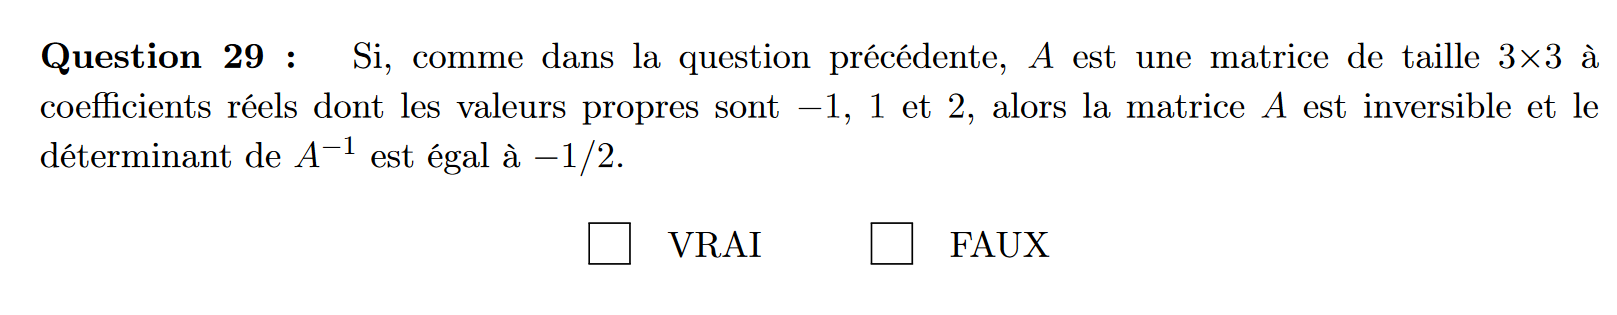 Question 29 : Si, comme dans la question précédente, A est une matrice de taille 3×3 à
coefficients réels dont les valeurs propres sont −1, 1 et 2, alors la matrice A est inversible et le
déterminant de A⁻¹ est égal à −1/2.
VRAI FAUX